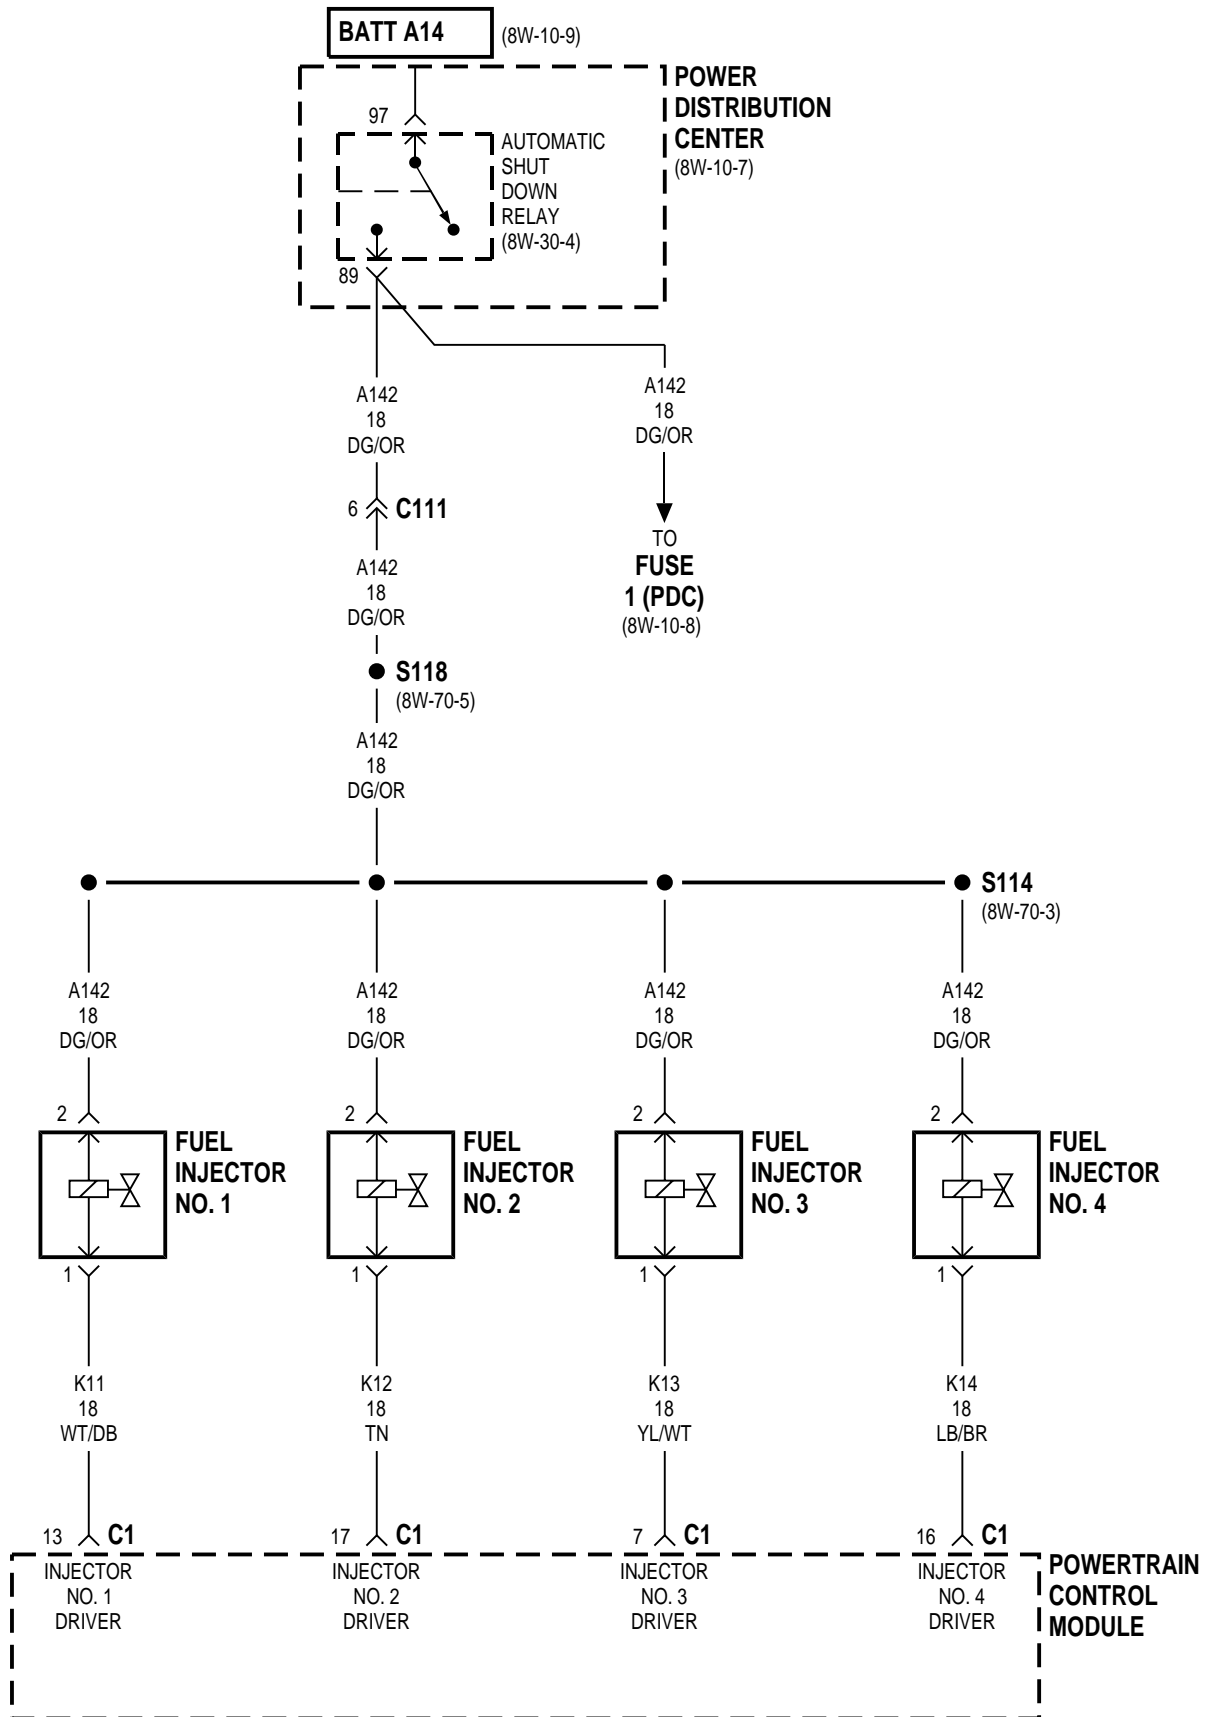 BATT A14
(8W-10-9)
POWER
DISTRIBUTION
CENTER
(8W-10-7)
97
AUTOMATIC
SHUT
DOWN
RELAY
(8W-30-4)
89
A142
18
DG/OR
A142
18
DG/OR
6
C111
TO
FUSE
1 (PDC)
(8W-10-8)
A142
18
DG/OR
S118
(8W-70-5)
A142
18
DG/OR
S114
(8W-70-3)
A142
18
DG/OR
A142
18
DG/OR
A142
18
DG/OR
A142
18
DG/OR
2
FUEL
INJECTOR
NO. 1
1
2
FUEL
INJECTOR
NO. 2
1
2
FUEL
INJECTOR
NO. 3
1
2
FUEL
INJECTOR
NO. 4
1
K11
18
WT/DB
K12
18
TN
K13
18
YL/WT
K14
18
LB/BR
13
C1
17
C1
7
C1
16
C1
INJECTOR
NO. 1
DRIVER
INJECTOR
NO. 2
DRIVER
INJECTOR
NO. 3
DRIVER
INJECTOR
NO. 4
DRIVER
POWERTRAIN
CONTROL
MODULE